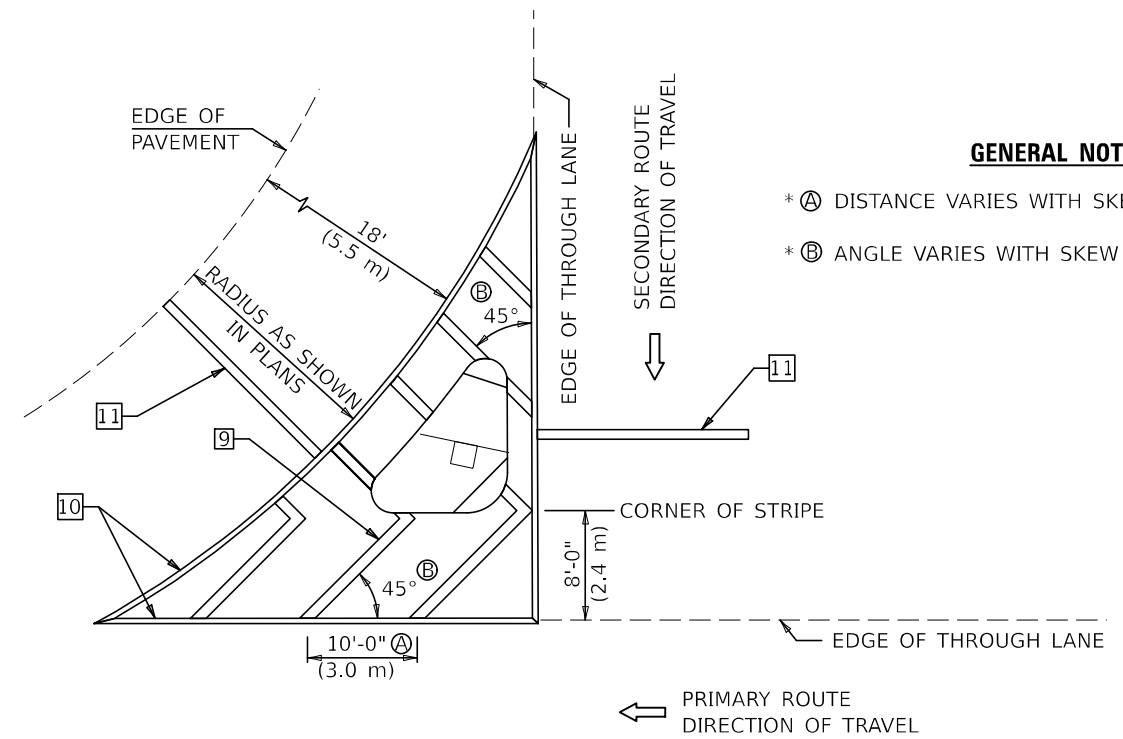 EDGE OF
PAVEMENT
18'
(5.5 m)
RADIUS AS SHOWN
IN PLANS
EDGE OF THROUGH LANE
SECONDARY ROUTE
DIRECTION OF TRAVEL
GENERAL NOT
* Ⓐ DISTANCE VARIES WITH SKE
* Ⓑ ANGLE VARIES WITH SKEW
Ⓑ
45°
11
11
9
10
CORNER OF STRIPE
8'-0"
(2.4 m)
45° Ⓑ
10'-0" Ⓐ
(3.0 m)
EDGE OF THROUGH LANE
PRIMARY ROUTE
DIRECTION OF TRAVEL